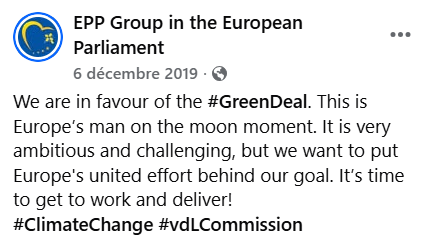 EPP Group in the European
Parliament
6 décembre 2019 ·
We are in favour of the #GreenDeal. This is
Europe’s man on the moon moment. It is very
ambitious and challenging, but we want to put
Europe's united effort behind our goal. It’s time
to get to work and deliver!
#ClimateChange #vdLCommission